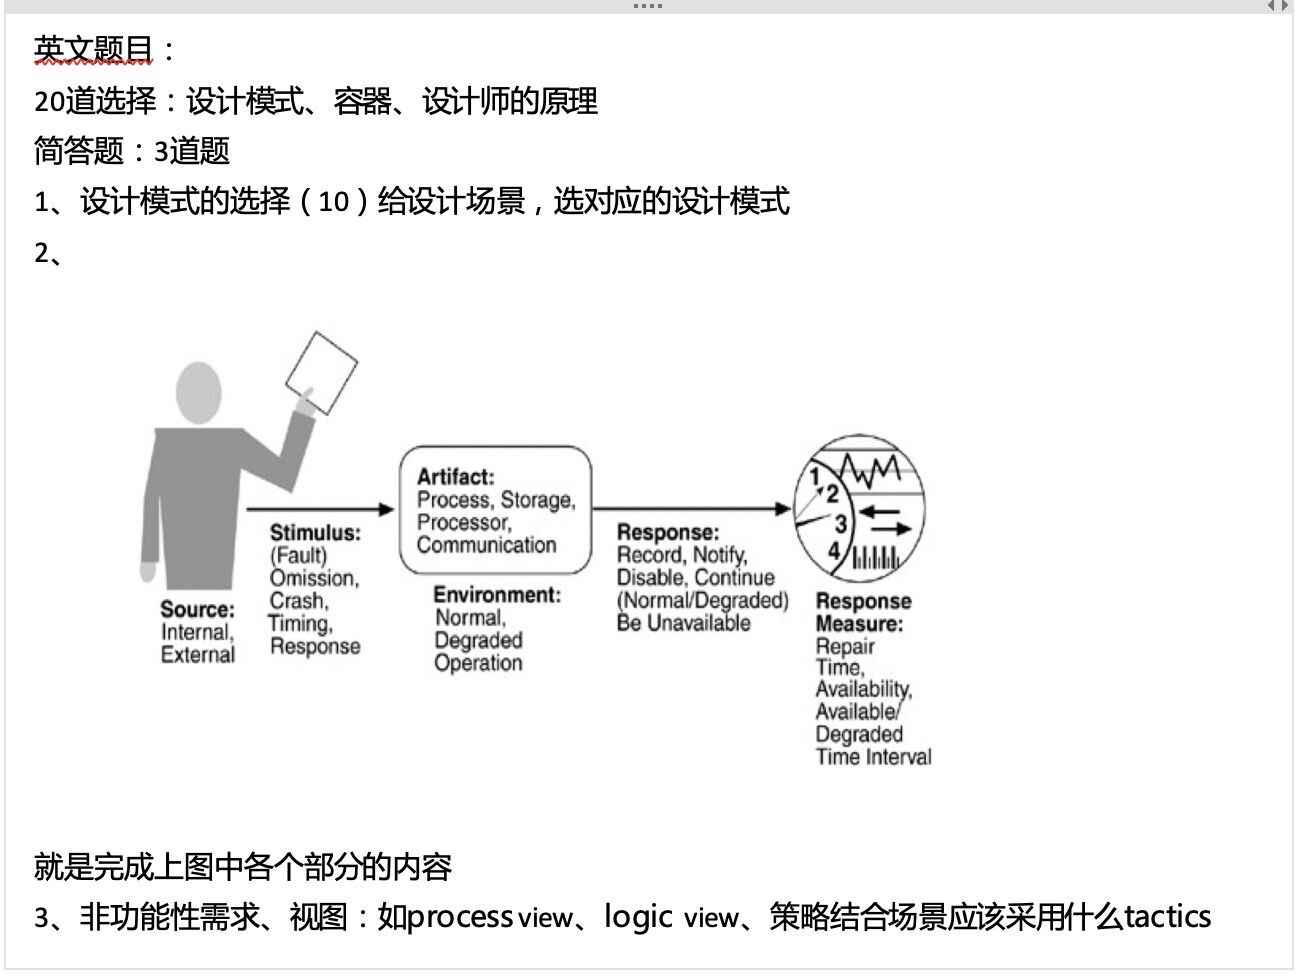 英文题目：
20道选择：设计模式、容器、设计师的原理
简答题：3道题
1、设计模式的选择（10）给设计场景，选对应的设计模式
2、
Source:
Internal,
External
Stimulus:
(Fault)
Omission,
Crash,
Timing,
Response
Artifact:
Process, Storage,
Processor,
Communication
Environment:
Normal,
Degraded
Operation
Response:
Record, Notify,
Disable, Continue
(Normal/Degraded)
Be Unavailable
1
2
3
4
Response
Measure:
Repair
Time,
Availability,
Available/
Degraded
Time Interval
就是完成上图中各个部分的内容
3、非功能性需求、视图：如process view、logic view、策略结合场景应该采用什么tactics